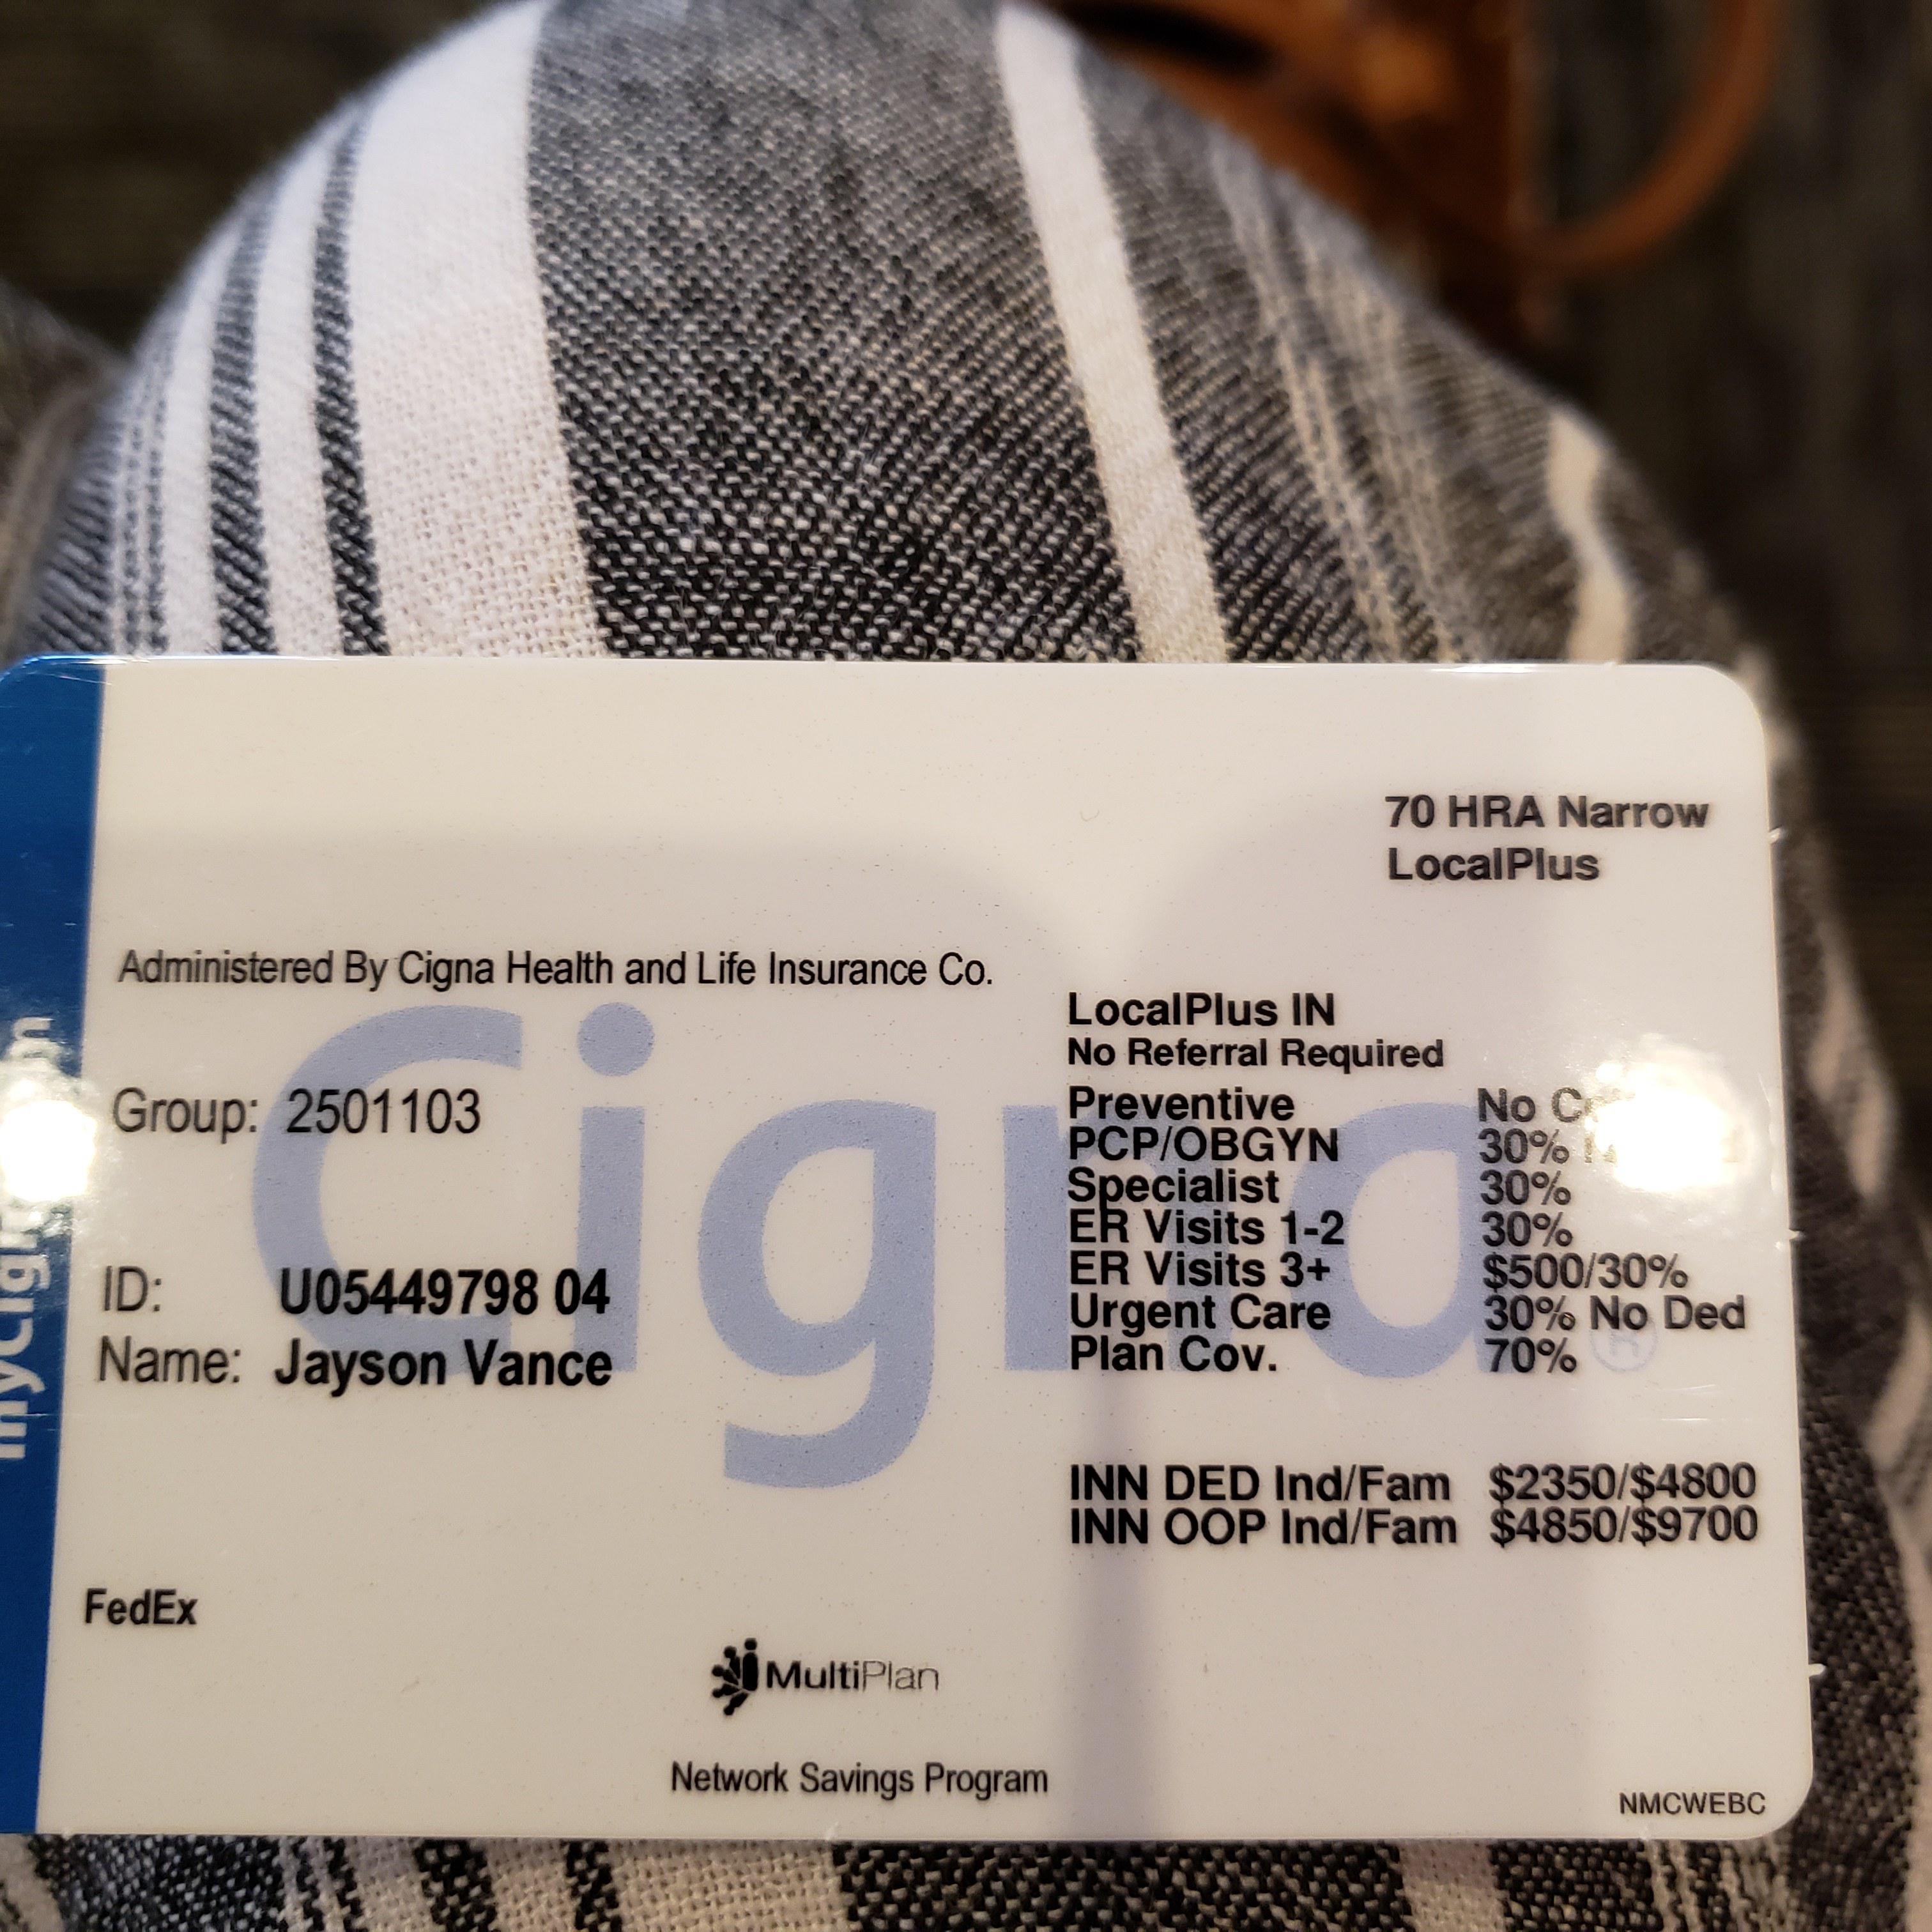 70 HRA Narrow
LocalPlus
Administered By Cigna Health and Life Insurance Co.
Cigna®
LocalPlus IN
No Referral Required
Group: 2501103
Preventive No
PCP/OBGYN 30%
Specialist 30%
ER Visits 1-2 30%
ER Visits 3+ $500/30%
Urgent Care 30% No Ded
Plan Cov. 70%
ID: U05449798 04
Name: Jayson Vance
INN DED Ind/Fam $2350/$4800
INN OOP Ind/Fam $4850/$9700
FedEx
MultiPlan
Network Savings Program
NMCWEBC